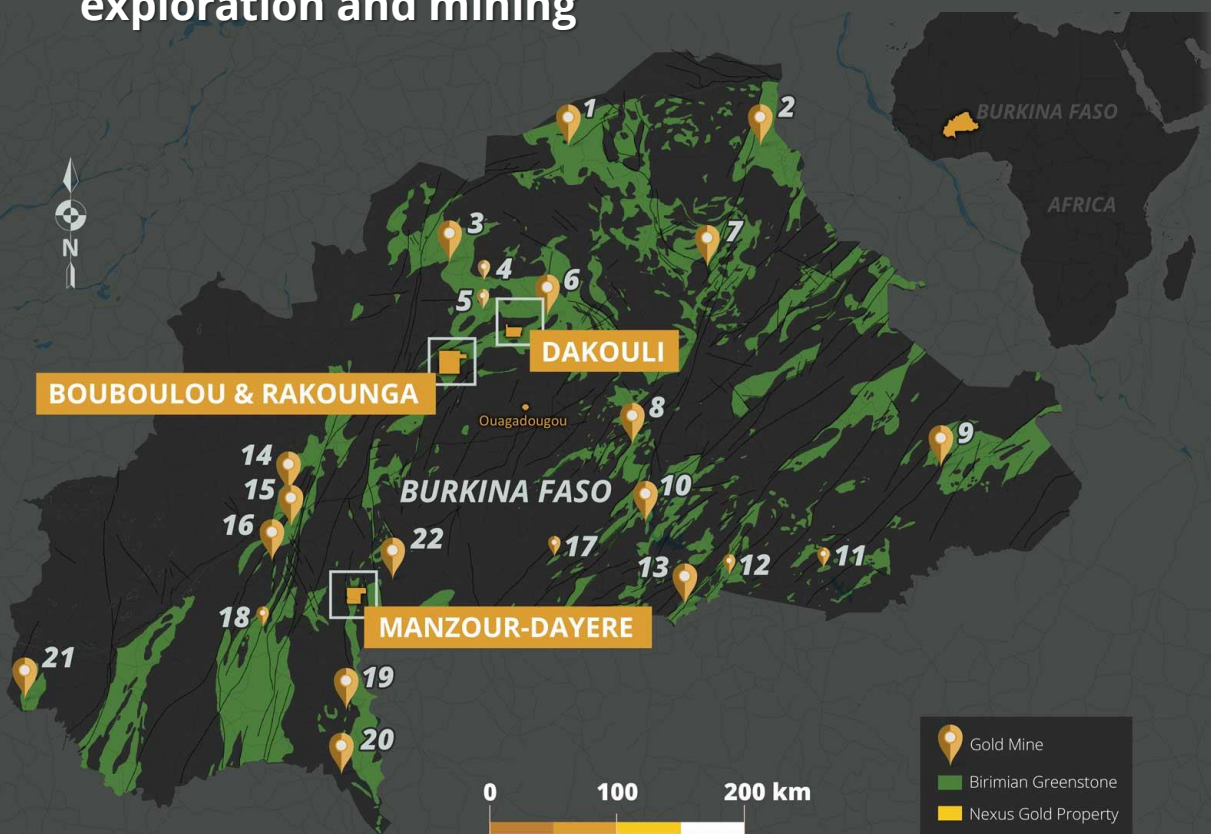 exploration and mining
1
2
BURKINA FASO
AFRICA
N
3
4
5
6
7
DAKOULI
BOUBOULOU & RAKOUNGA
Ouagadougou
8
9
14
15
16
BURKINA FASO
10
22
17
13
12
11
18
MANZOUR-DAYERE
21
19
20
0 100 200 km
Gold Mine
Birimian Greenstone
Nexus Gold Property